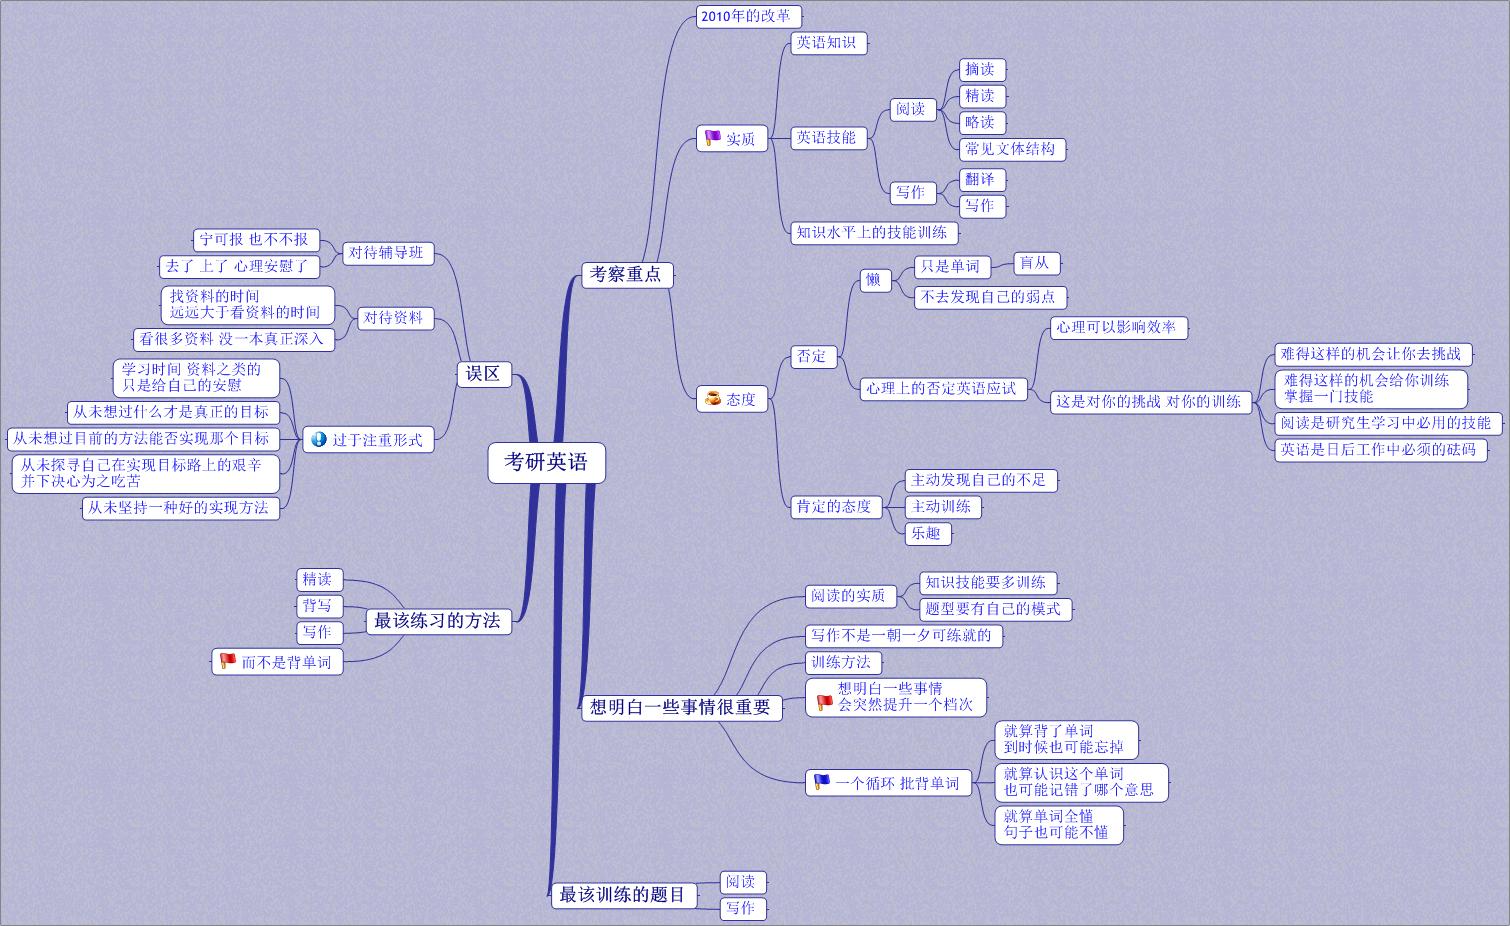 考研英语
考察重点
2010年的改革
实质
英语知识
英语技能
阅读
摘读
精读
略读
常见文体结构
写作
翻译
写作
知识水平上的技能训练
态度
否定
懒
只是单词
盲从
不去发现自己的弱点
心理上的否定英语应试
心理可以影响效率
这是对你的挑战 对你的训练
难得这样的机会让你去挑战
难得这样的机会给你训练
掌握一门技能
阅读是研究生学习中必用的技能
英语是日后工作中必须的砝码
肯定的态度
主动发现自己的不足
主动训练
乐趣
想明白一些事情很重要
阅读的实质
知识技能要多训练
题型要有自己的模式
写作不是一朝一夕可练就的
训练方法
想明白一些事情
会突然提升一个档次
一个循环 批背单词
就算背了单词
到时候也可能忘掉
就算认识这个单词
也可能记错了哪个意思
就算单词全懂
句子也可能不懂
最该训练的题目
阅读
写作
误区
对待辅导班
宁可报 也不不报
去了 上了 心理安慰了
对待资料
找资料的时间
远远大于看资料的时间
看很多资料 没一本真正深入
过于注重形式
学习时间 资料之类的
只是给自己的安慰
从未想过什么才是真正的目标
从未想过目前的方法能否实现那个目标
从未探寻自己在实现目标路上的艰辛
并下决心为之吃苦
从未坚持一种好的实现方法
最该练习的方法
精读
背写
写作
而不是背单词